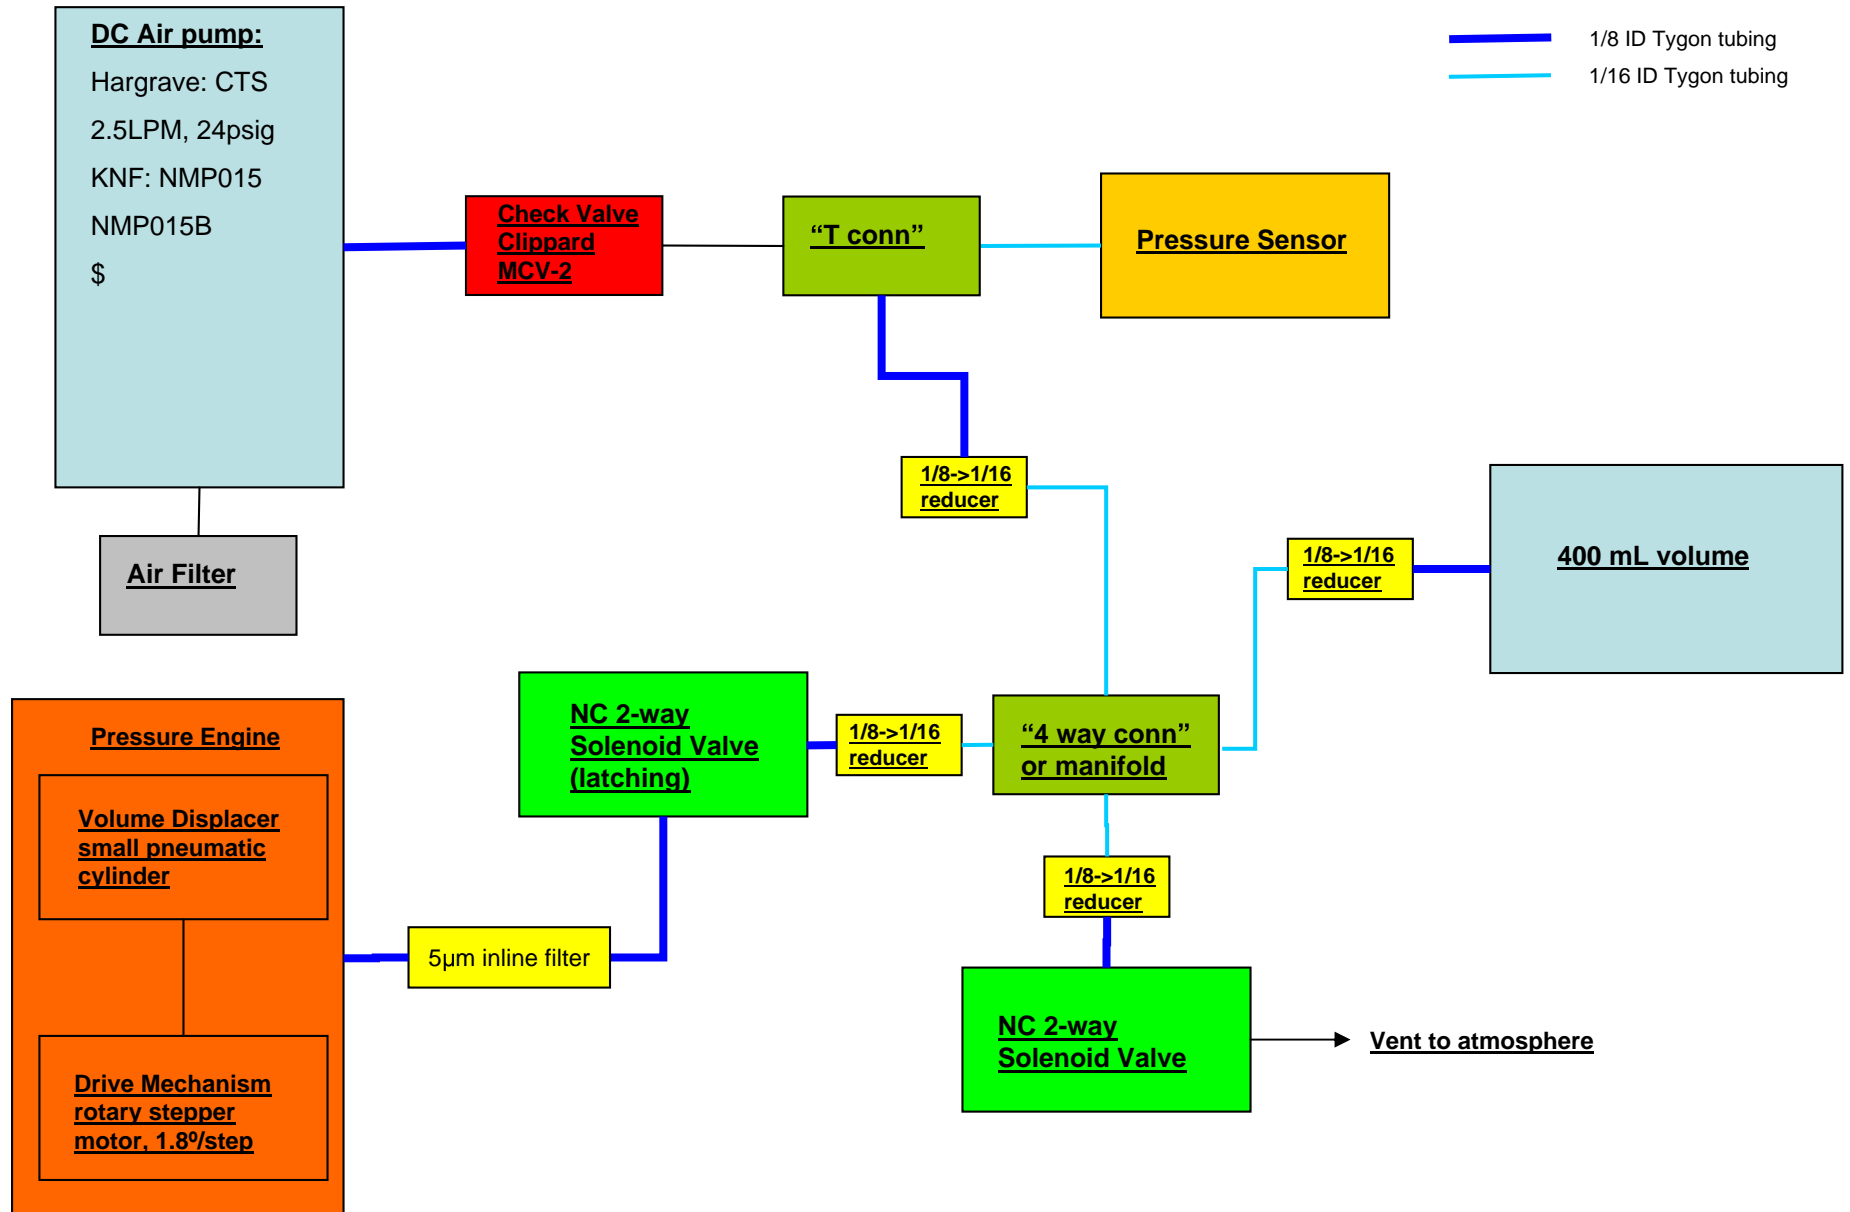 DC Air pump:
Hargrave: CTS
2.5LPM, 24psig
KNF: NMP015
NMP015B
$
1/8 ID Tygon tubing
1/16 ID Tygon tubing
Check Valve
Clippard
MCV-2
“T conn”
Pressure Sensor
1/8->1/16
reducer
Air Filter
1/8->1/16
reducer
400 mL volume
Pressure Engine
Volume Displacer
small pneumatic
cylinder
Drive Mechanism
rotary stepper
motor, 1.8º/step
5µm inline filter
NC 2-way
Solenoid Valve
(latching)
1/8->1/16
reducer
“4 way conn”
or manifold
1/8->1/16
reducer
NC 2-way
Solenoid Valve
Vent to atmosphere